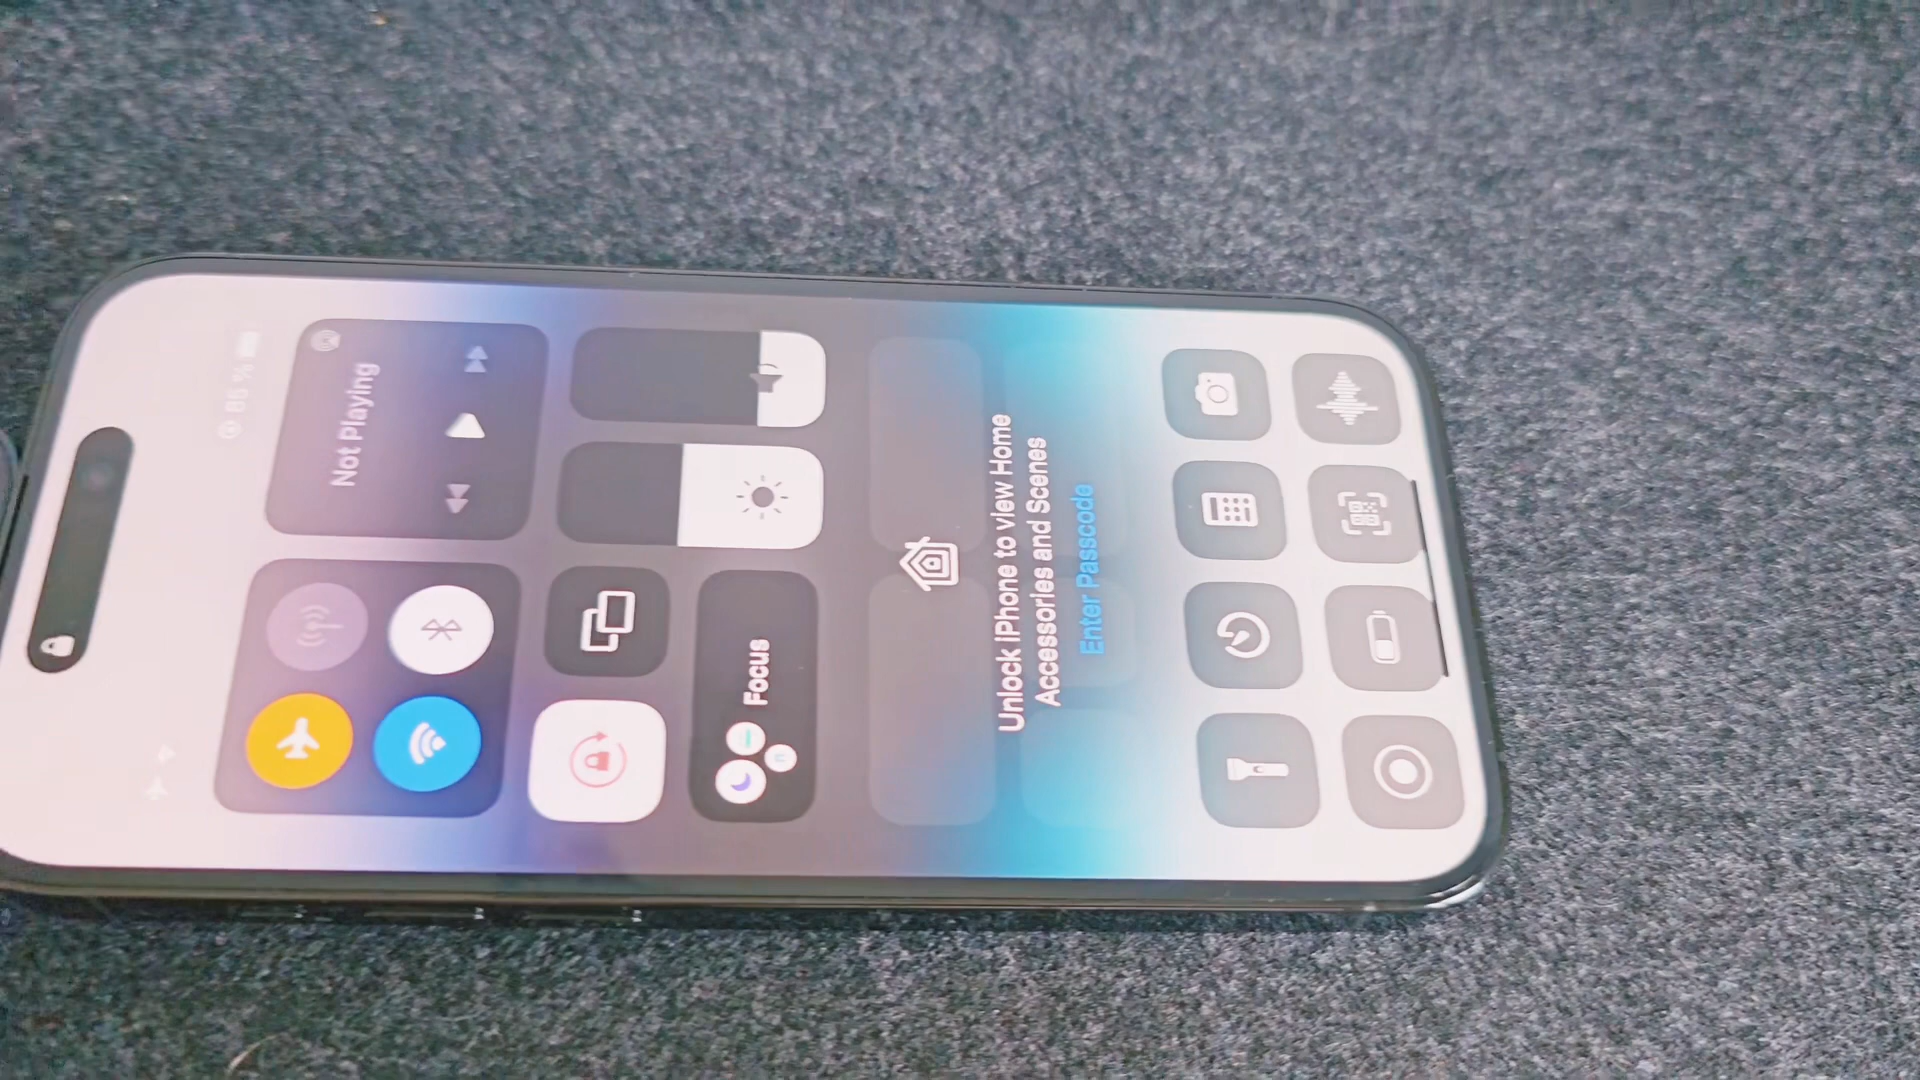 Not Playing
Focus
Unlock iPhone to view Home
Accessories and Scenes
Enter Passcode